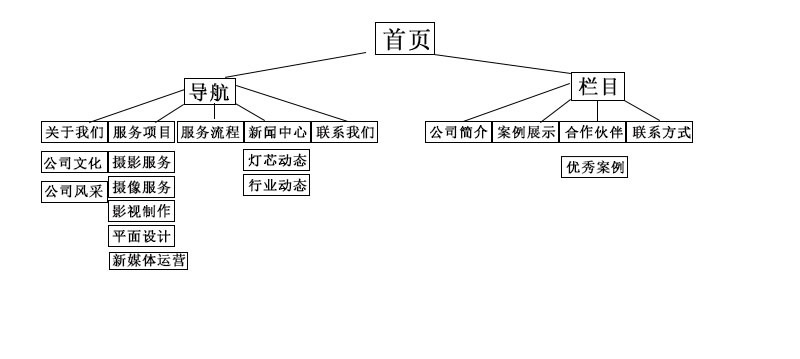 首页
导航
栏目
关于我们
服务项目
服务流程
新闻中心
联系我们
公司簡介
案例展示
合作伙伴
联系方式
公司文化
摄影服务
灯芯动态
优秀案例
公司风采
摄像服务
行业动态
影视制作
平面设计
新媒体运营